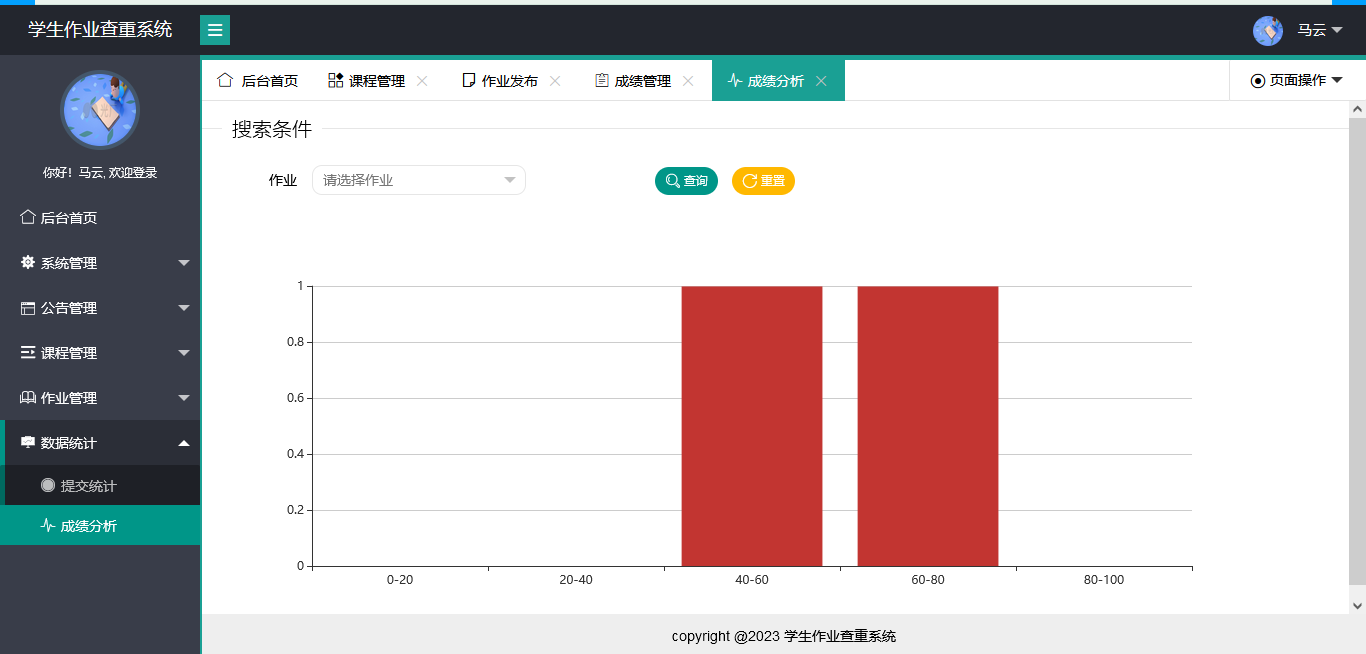 学生作业查重系统
马云
你好！马云, 欢迎登录
后台首页
系统管理
公告管理
课程管理
作业管理
数据统计
提交统计
成绩分析
后台首页 课程管理 作业发布 成绩管理 成绩分析 页面操作
搜索条件
作业 请选择作业 查询 重置
1
0.8
0.6
0.4
0.2
0
0-20 20-40 40-60 60-80 80-100
copyright @2023 学生作业查重系统